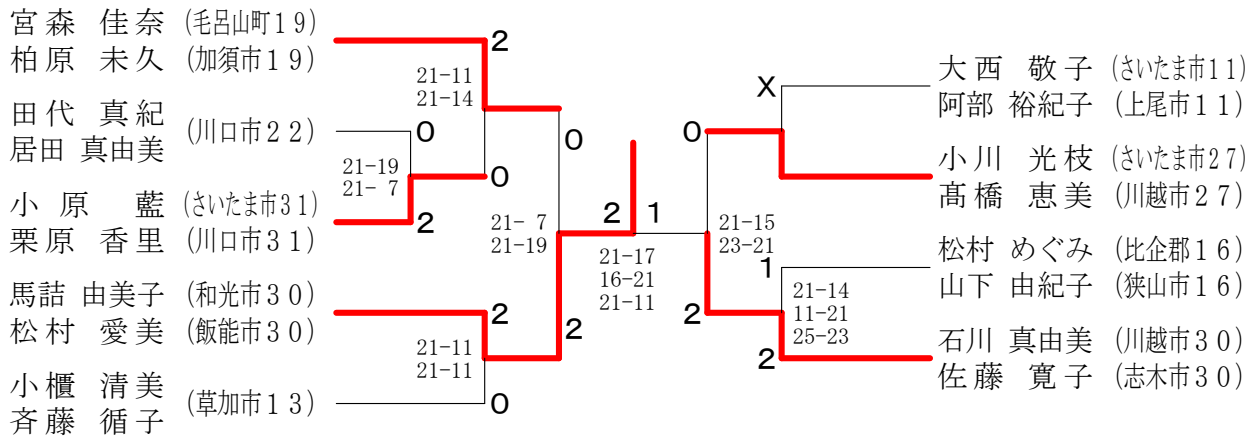 宮森 佳奈 (毛呂山町19)
柏原 未久 (加須市19)
田代 真紀
居田 真由美
(川口市22)
小原 藍 (さいたま市31)
栗原 香里 (川口市31)
馬詰 由美子 (和光市30)
松村 愛美 (飯能市30)
小櫃 清美
斉藤 循子
(草加市13)
2
21-11
21-14
0
21-19
21- 7
0
2
0
21- 7
21-19
2
21-11
21-11
2
0
2
1
21-17
16-21
21-11
X
0
21-15
23-21
1
21-14
11-21
25-23
2
2
大西 敬子 (さいたま市11)
阿部 裕紀子 (上尾市11)
小川 光枝 (さいたま市27)
髙橋 恵美 (川越市27)
松村 めぐみ (比企郡16)
山下 由紀子 (狭山市16)
石川 真由美 (川越市30)
佐藤 寛子 (志木市30)